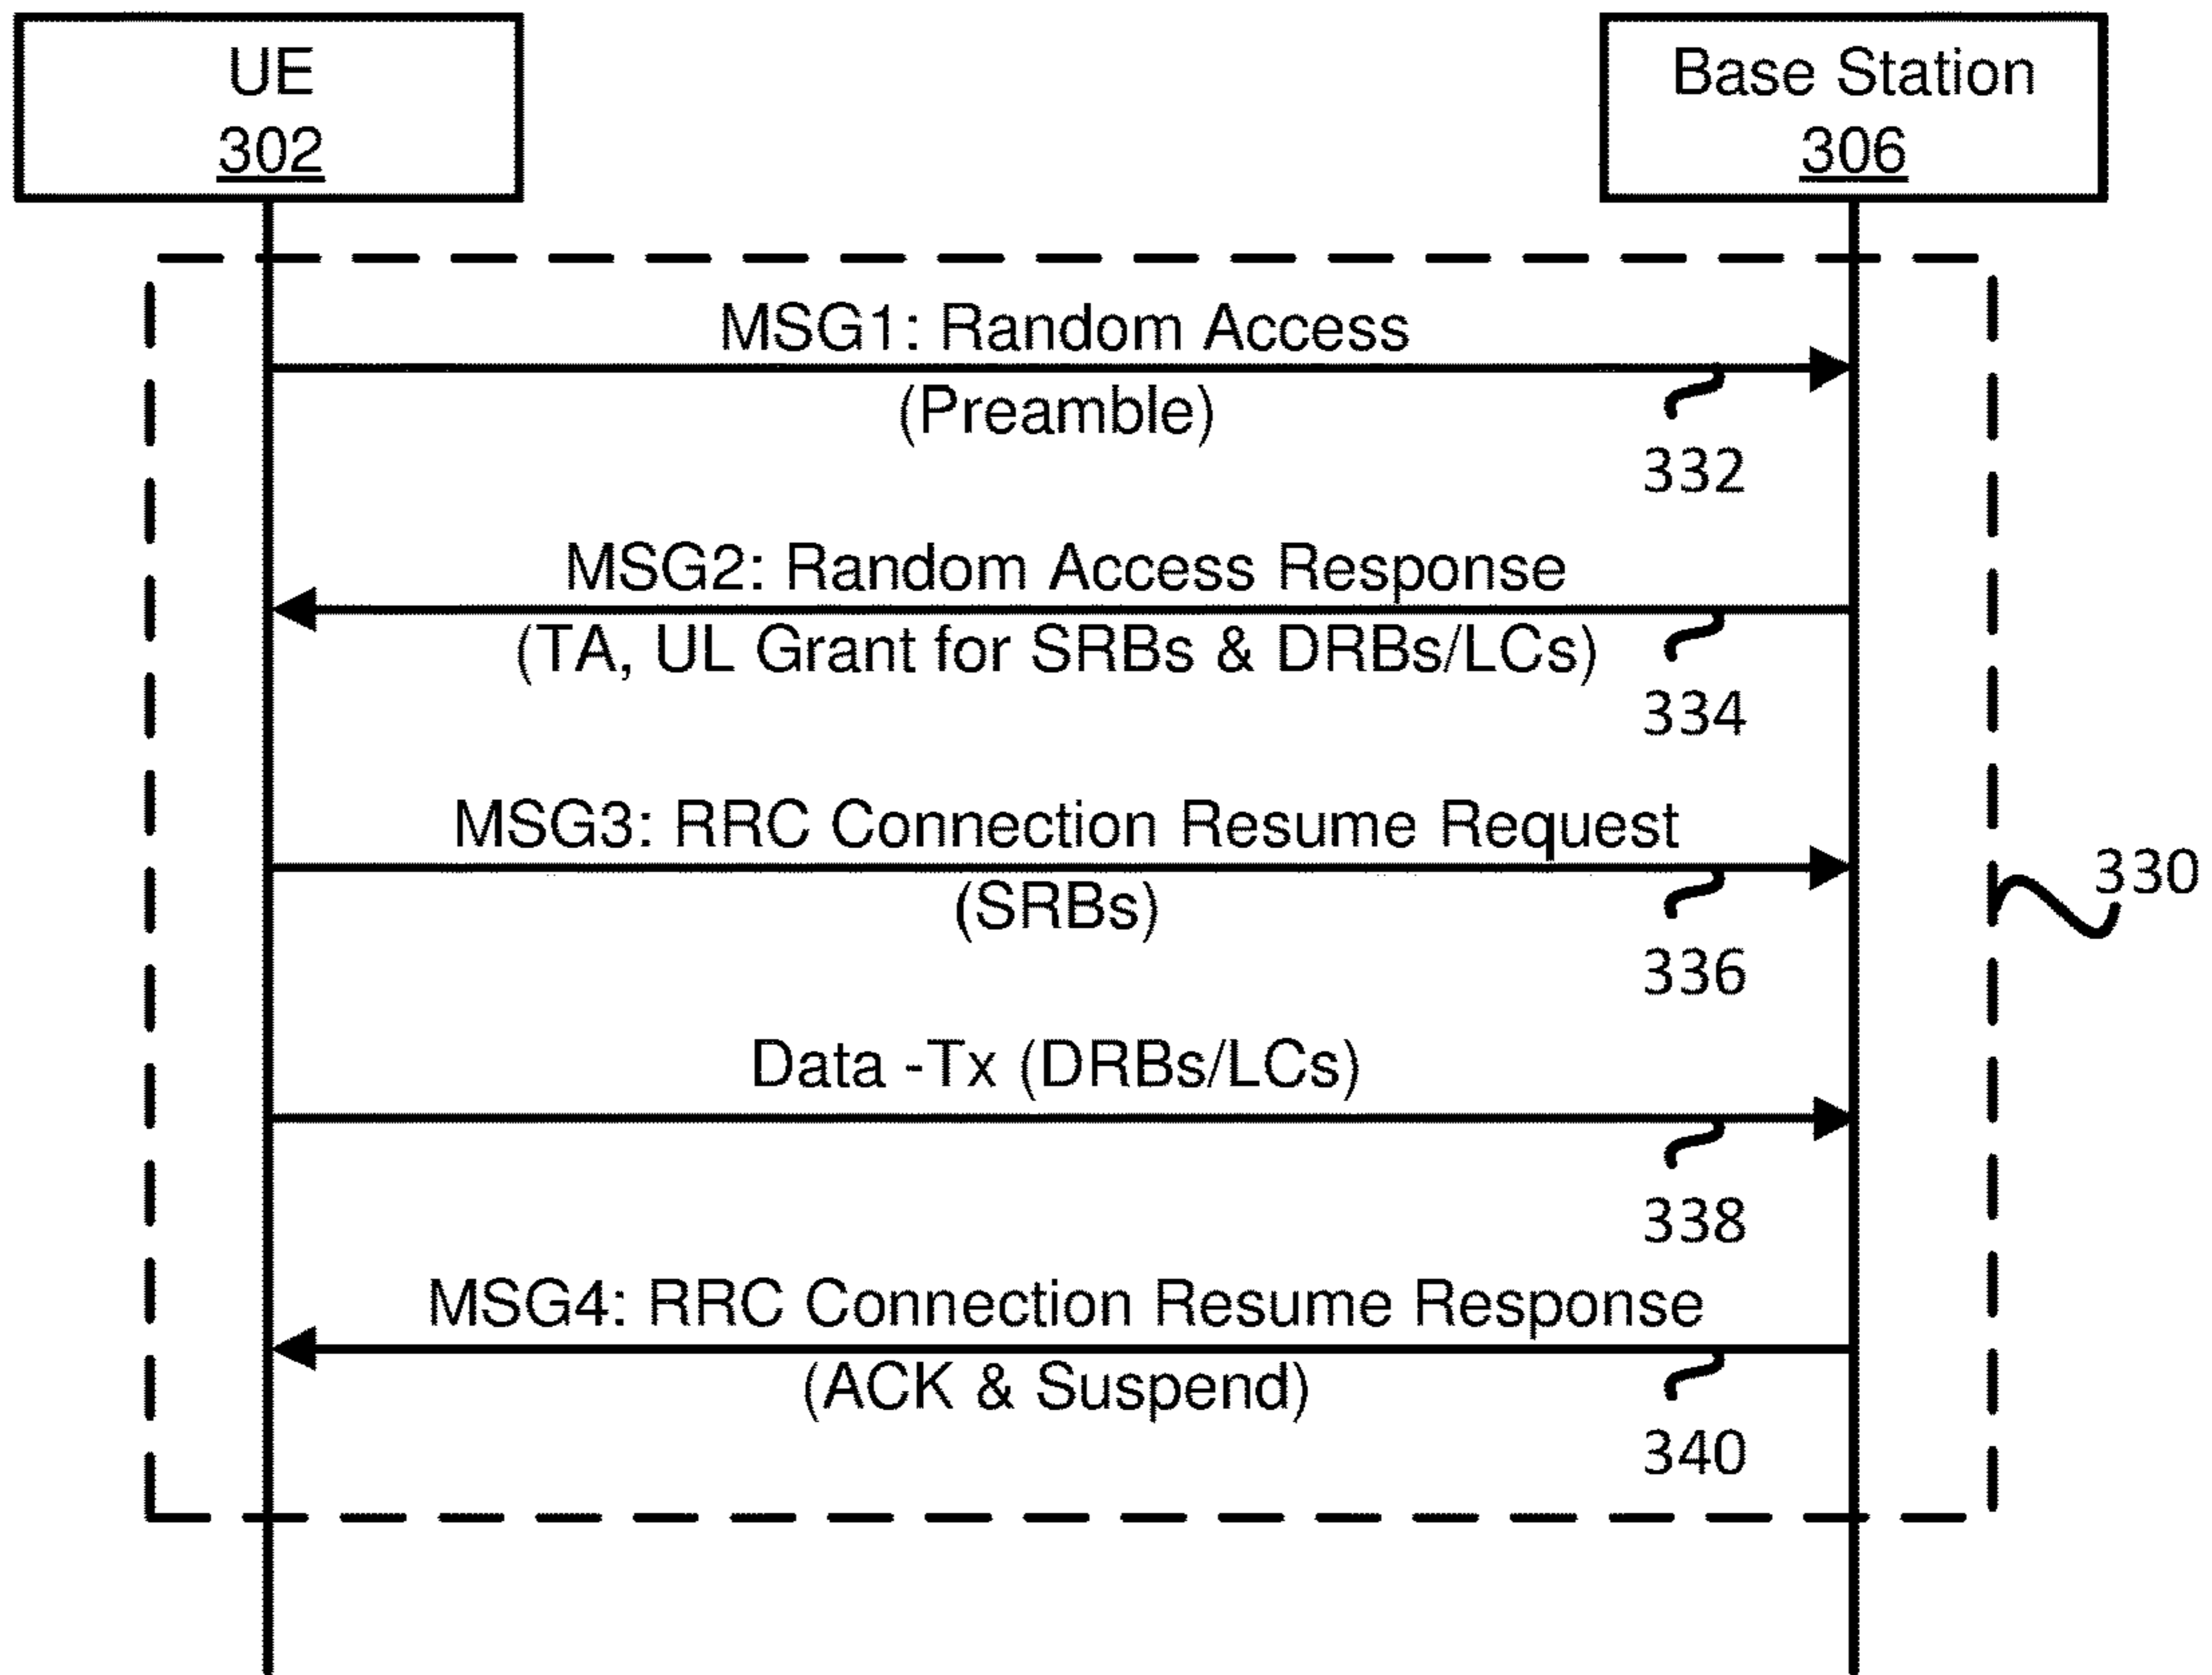 UE
302
Base Station
306
MSG1: Random Access
(Preamble)
332
MSG2: Random Access Response
(TA, UL Grant for SRBs & DRBs/LCs)
334
MSG3: RRC Connection Resume Request
(SRBs)
336
330
Data -Tx (DRBs/LCs)
338
MSG4: RRC Connection Resume Response
(ACK & Suspend)
340